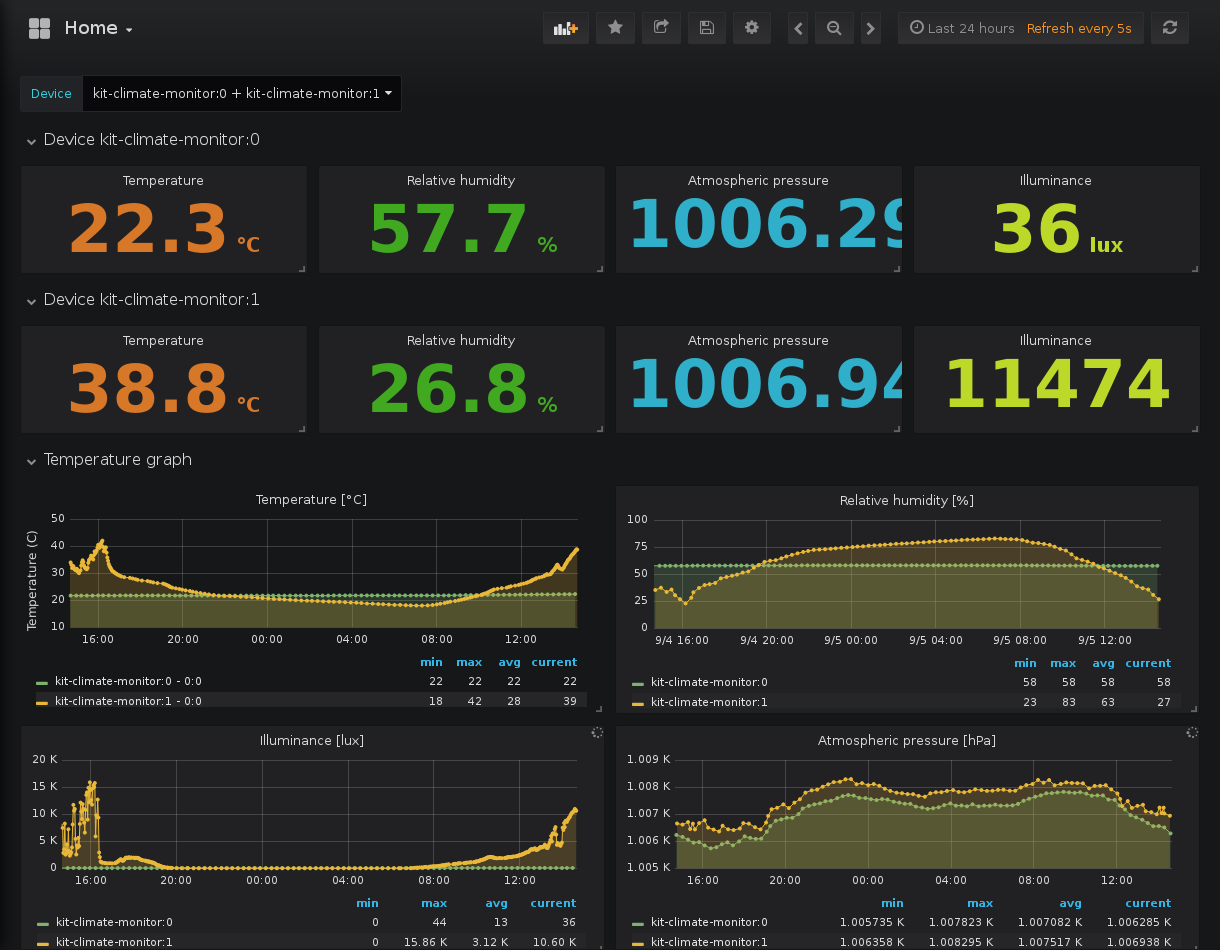 Home
Last 24 hours Refresh every 5s
Device kit-climate-monitor:0 + kit-climate-monitor:1
Device kit-climate-monitor:0
Temperature Relative humidity Atmospheric pressure Illuminance
22.3 °C 57.7 % 1006.29 36 lux
Device kit-climate-monitor:1
Temperature Relative humidity Atmospheric pressure Illuminance
38.8 °C 26.8 % 1006.94 11474
Temperature graph
Temperature [°C]
Temperature (C)
50
40
30
20
10
16:00 20:00 00:00 04:00 08:00 12:00
min max avg current
kit-climate-monitor:0 - 0:0 22 22 22 22
kit-climate-monitor:1 - 0:0 18 42 28 39
Relative humidity [%]
100
75
50
25
0
9/4 16:00 9/4 20:00 9/5 00:00 9/5 04:00 9/5 08:00 9/5 12:00
min max avg current
kit-climate-monitor:0 58 58 58 58
kit-climate-monitor:1 23 83 63 27
Illuminance [lux]
20 K
15 K
10 K
5 K
0
16:00 20:00 00:00 04:00 08:00 12:00
min max avg current
kit-climate-monitor:0 0 44 13 36
kit-climate-monitor:1 0 15.86 K 3.12 K 10.60 K
Atmospheric pressure [hPa]
1.009 K
1.008 K
1.007 K
1.006 K
1.005 K
16:00 20:00 00:00 04:00 08:00 12:00
min max avg current
kit-climate-monitor:0 1.005735 K 1.007823 K 1.007082 K 1.006285 K
kit-climate-monitor:1 1.006358 K 1.008295 K 1.007517 K 1.006938 K